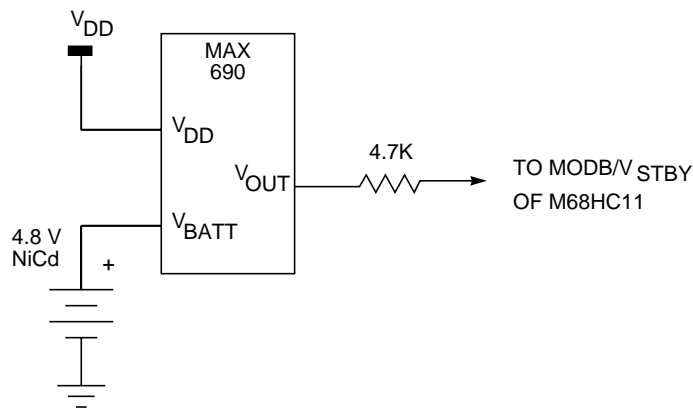 VDD
MAX
690
VDD
4.7K
VOUT
TO MODB/VSTBY
OF M68HC11
VBATT
4.8 V
NiCd
+